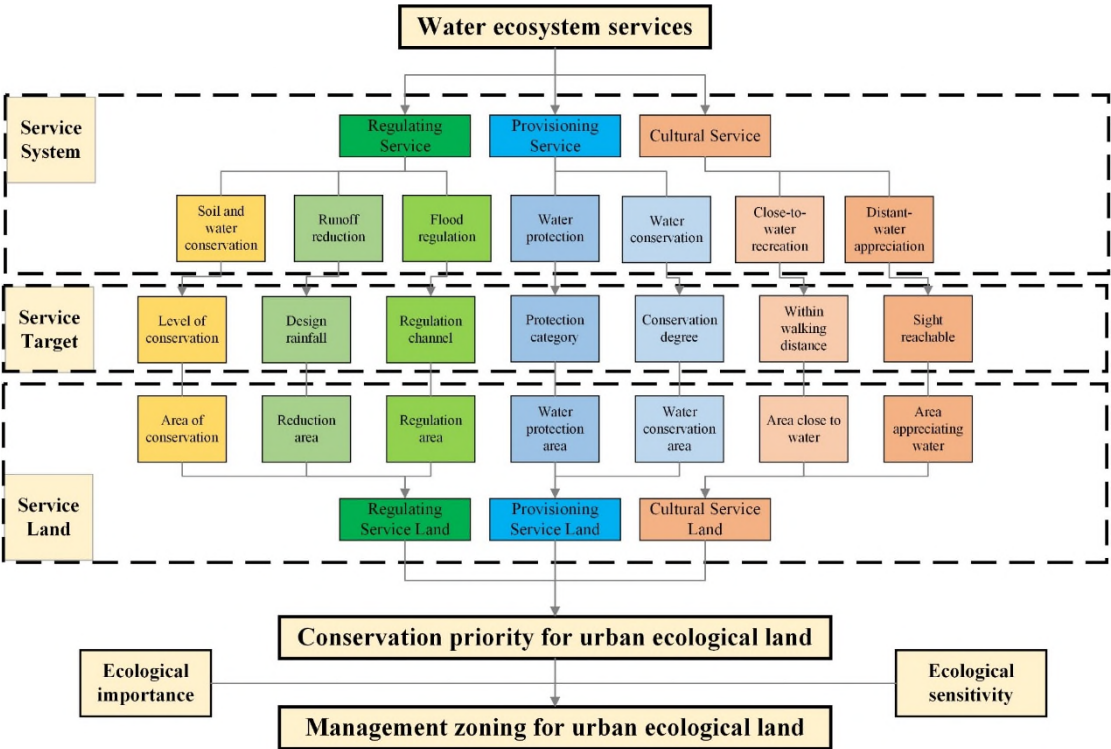 Water ecosystem services
Service
System
Regulating
Service
Provisioning
Service
Cultural Service
Soil and
water
conservation
Runoff
reduction
Flood
regulation
Water
protection
Water
conservation
Close-to-
water
recreation
Distant-
water
appreciation
Service
Target
Level of
conservation
Design
rainfall
Regulation
channel
Protection
category
Conservation
degree
Within
walking
distance
Sight
reachable
Area of
conservation
Reduction
area
Regulation
area
Water
protection
area
Water
conservation
area
Area close to
water
Area
appreciating
water
Service
Land
Regulating
Service Land
Provisioning
Service Land
Cultural Service
Land
Conservation priority for urban ecological land
Ecological
importance
Ecological
sensitivity
Management zoning for urban ecological land